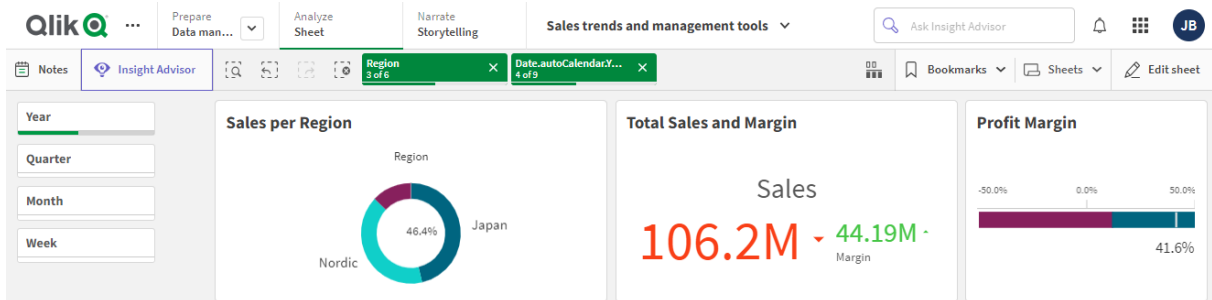 Qlik
...
Prepare
Data man...
Analyze
Sheet
Narrate
Storytelling
Sales trends and management tools
Ask Insight Advisor
JB
Notes
Insight Advisor
Region
3 of 6
Date.autoCalendar.Y...
4 of 9
Bookmarks
Sheets
Edit sheet
Year
Quarter
Month
Week
Sales per Region
Region
46.4%
Japan
Nordic
Total Sales and Margin
Sales
106.2M
44.19M
Margin
Profit Margin
-50.0% 0.0% 50.0%
41.6%